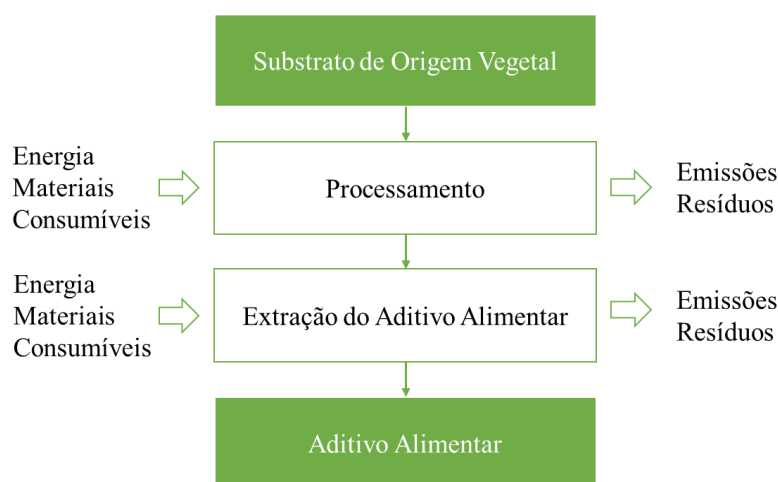 Substrato de Origem Vegetal
Energia
Materiais
Consumíveis
Processamento
Emissões
Resíduos
Energia
Materiais
Consumíveis
Extração do Aditivo Alimentar
Emissões
Resíduos
Aditivo Alimentar